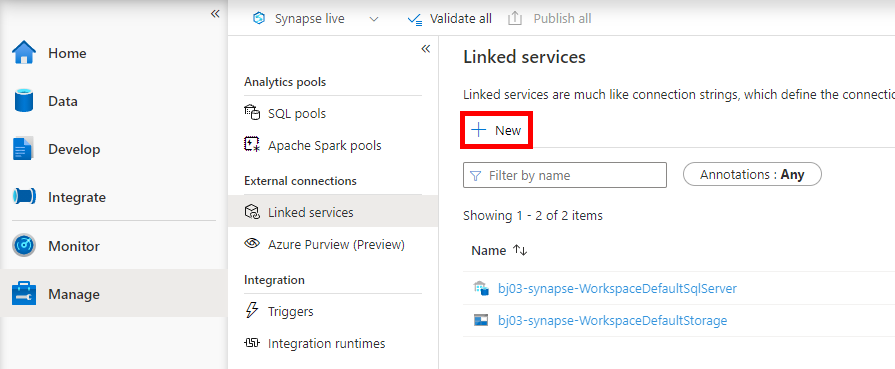 Home
Data
Develop
Integrate
Monitor
Manage
Synapse live
Validate all
Publish all
Analytics pools
SQL pools
Apache Spark pools
External connections
Linked services
Azure Purview (Preview)
Integration
Triggers
Integration runtimes
Linked services
Linked services are much like connection strings, which define the connectio
New
Filter by name
Annotations : Any
Showing 1 - 2 of 2 items
Name
bj03-synapse-WorkspaceDefaultSqlServer
bj03-synapse-WorkspaceDefaultStorage